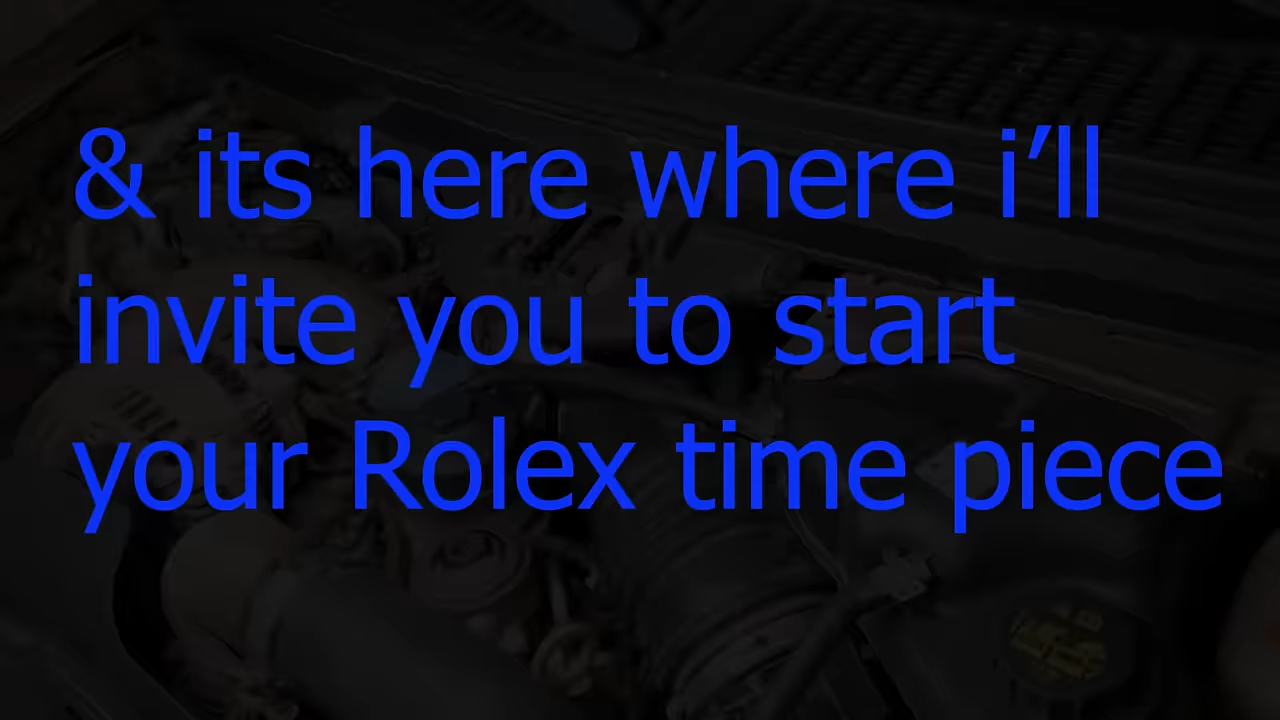 & its here where i’ll
invite you to start
your Rolex time piece